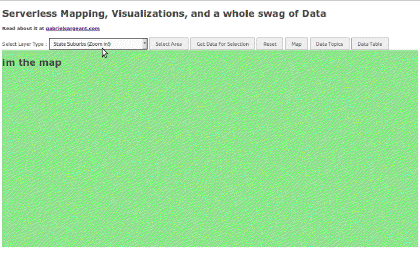 Serverless Mapping, Visualizations, and a whole swag of Data
Read about it at gabrielsargeant.com
Select Layer Type : State Suburbs (Zoom in!) Select Area Get Data For Selection Reset Map Data Topics Data Table
im the map